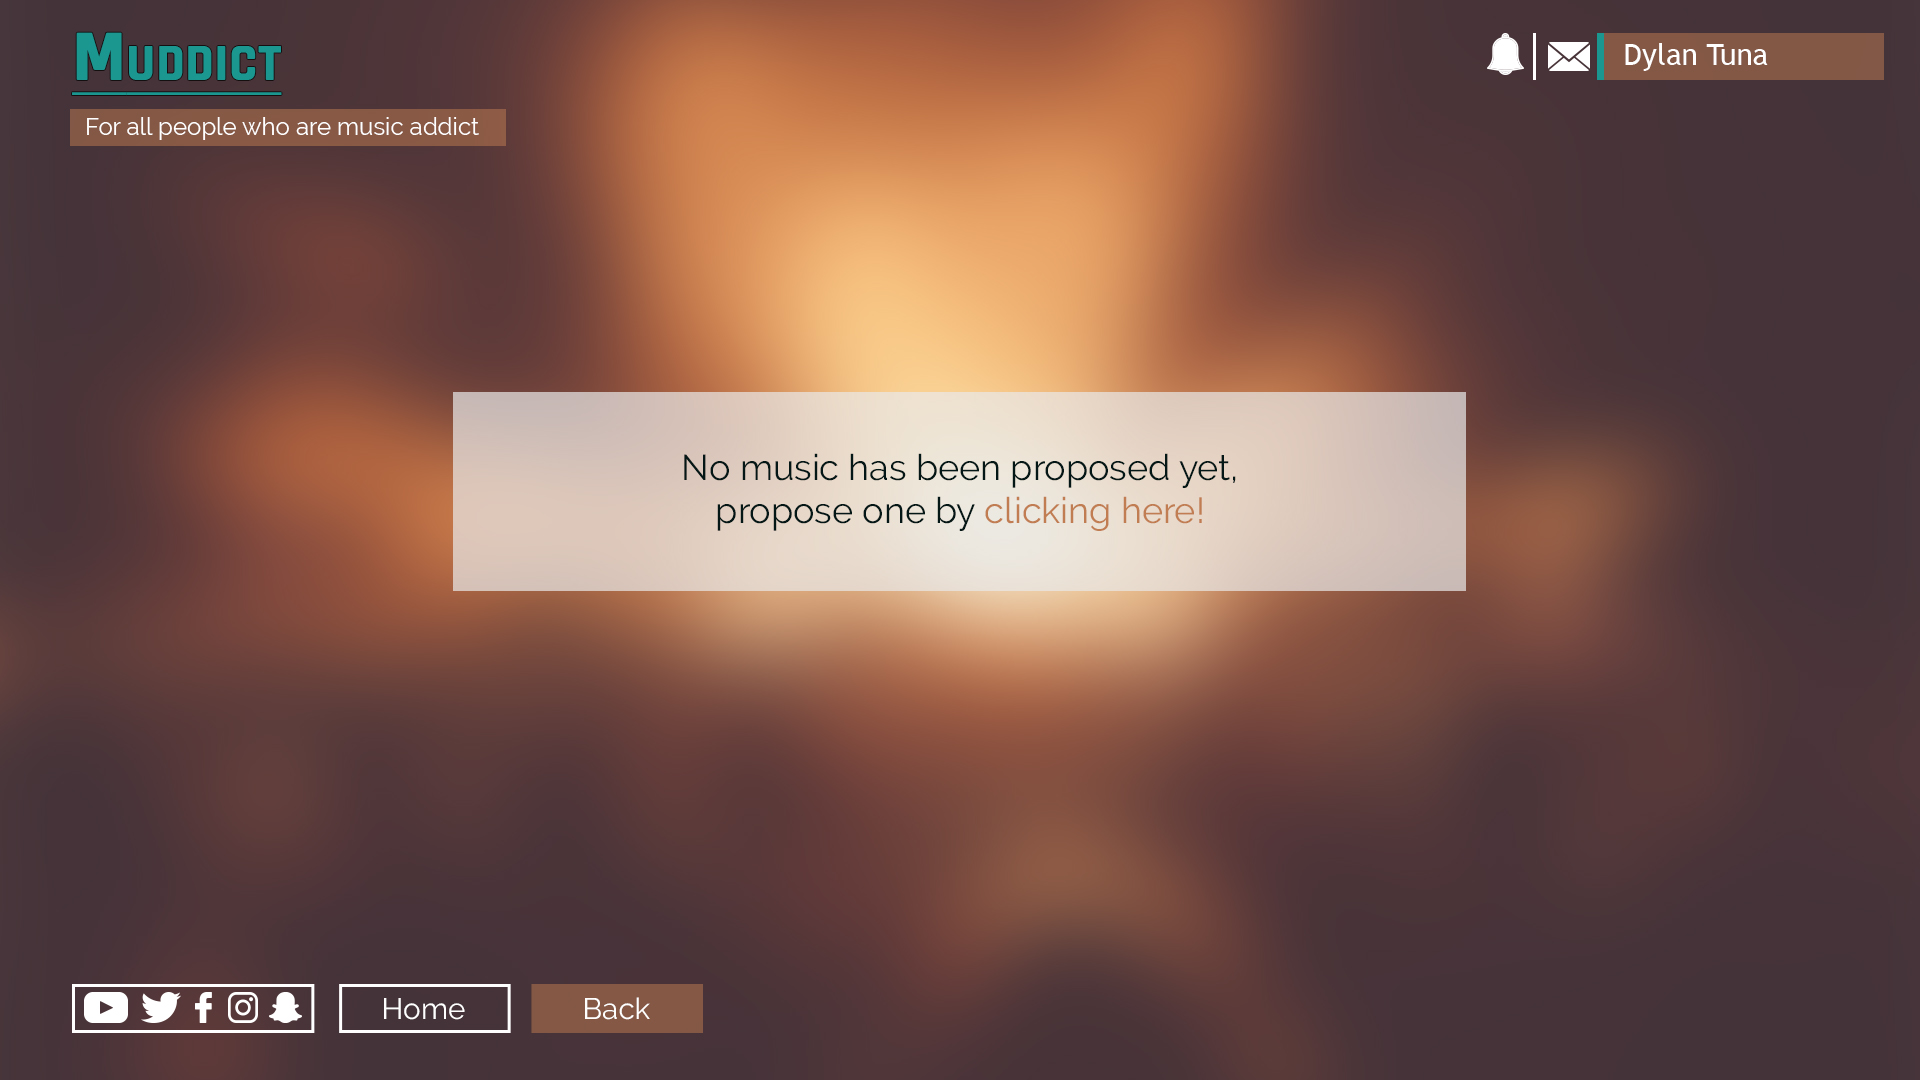 Muddict
For all people who are music addict
Dylan Tuna
No music has been proposed yet,
propose one by clicking here!
Home
Back